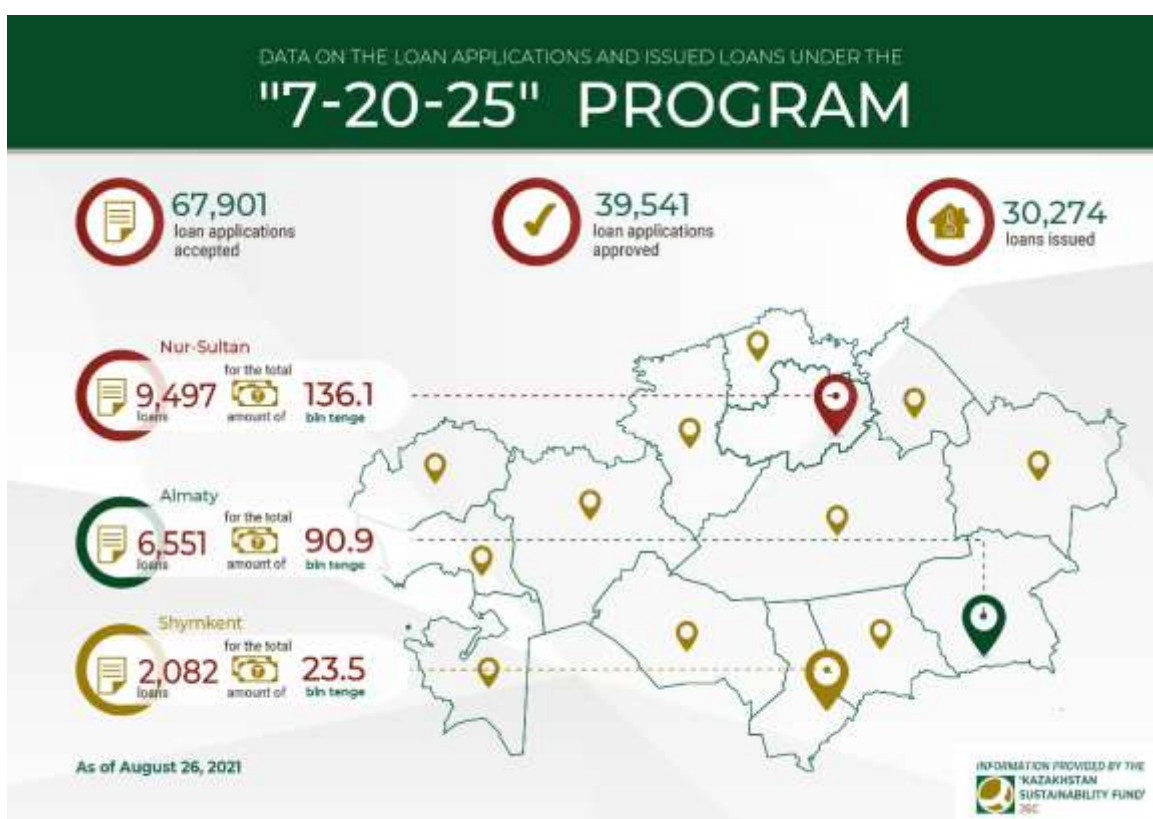 DATA ON THE LOAN APPLICATIONS AND ISSUED LOANS UNDER THE
"7-20-25" PROGRAM
67,901
loan applications
accepted
39,541
loan applications
approved
30,274
loans issued
Nur-Sultan
9,497
loans
for the total
amount of
136.1
bln tenge
Almaty
6,551
loans
for the total
amount of
90.9
bln tenge
Shymkent
2,082
loans
for the total
amount of
23.5
bln tenge
As of August 26, 2021
INFORMATION PROVIDED BY THE
"KAZAKHSTAN
SUSTAINABILITY FUND"
JSC